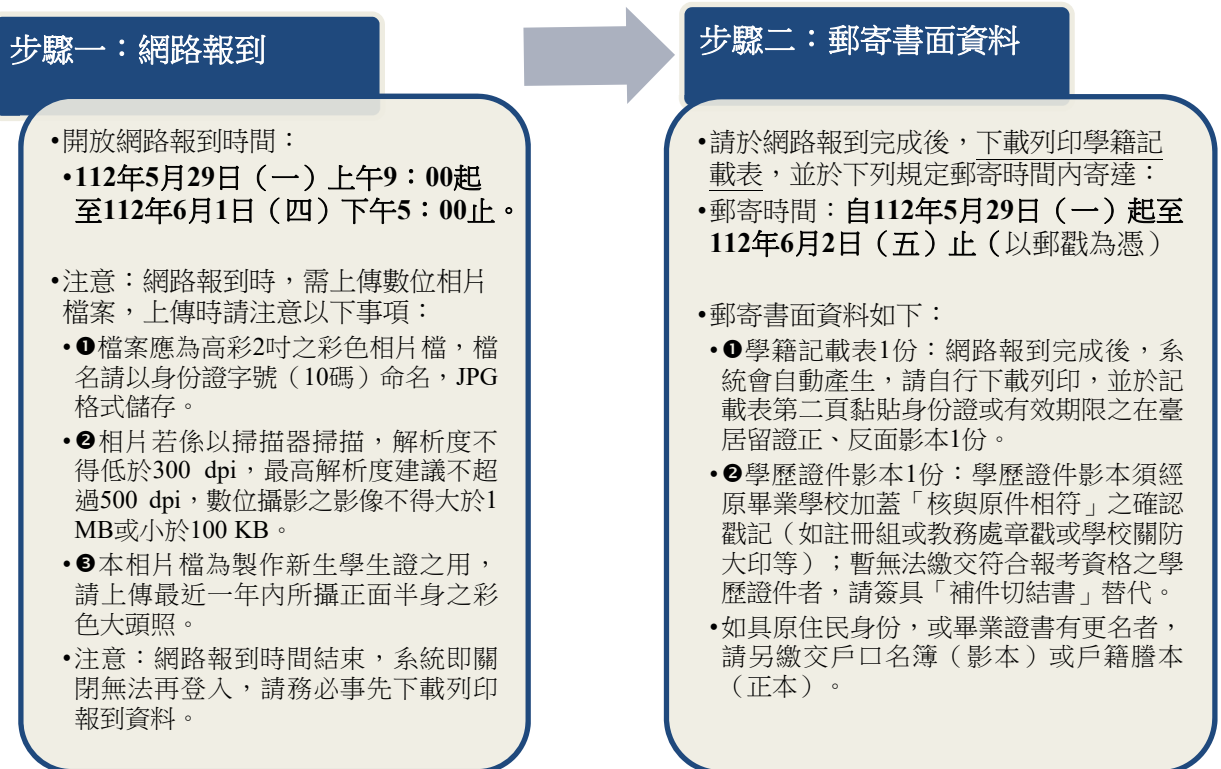 步驟一：網路報到
•開放網路報到時間：
•112年5月29日（一）上午9：00起
至112年6月1日（四）下午5：00止。
•注意：網路報到時，需上傳數位相片
檔案，上傳時請注意以下事項：
•❶檔案應為高彩2吋之彩色相片檔，檔
名請以身份證字號（10碼）命名，JPG
格式儲存。
•❷相片若係以掃描器掃描，解析度不
得低於300 dpi，最高解析度建議不超
過500 dpi，數位攝影之影像不得大於1
MB或小於100 KB。
•❸本相片檔為製作新生學生證之用，
請上傳最近一年內所攝正面半身之彩
色大頭照。
•注意：網路報到時間結束，系統即關
閉無法再登入，請務必事先下載列印
報到資料。
步驟二：郵寄書面資料
•請於網路報到完成後，下載列印學籍記
載表，並於下列規定郵寄時間內寄達：
•郵寄時間：自112年5月29日（一）起至
112年6月2日（五）止（以郵戳為憑）
•郵寄書面資料如下：
•❶學籍記載表1份：網路報到完成後，系
統會自動產生，請自行下載列印，並於記
載表第二頁黏貼身份證或有效期限之在臺
居留證正、反面影本1份。
•❷學歷證件影本1份：學歷證件影本須經
原畢業學校加蓋「核與原件相符」之確認
戳記（如註冊組或教務處章戳或學校關防
大印等）；暫無法繳交符合報考資格之學
歷證件者，請簽具「補件切結書」替代。
•如具原住民身份，或畢業證書有更名者，
請另繳交戶口名簿（影本）或戶籍謄本
（正本）。